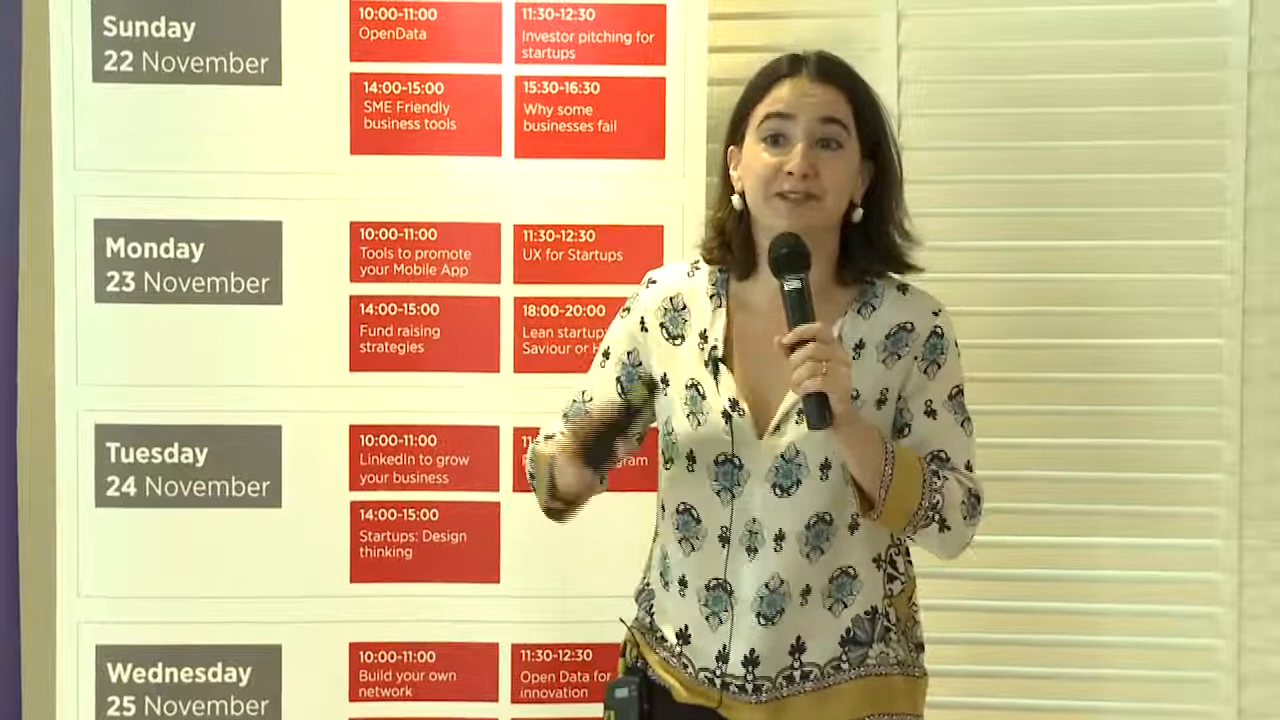 Sunday
22 November
10:00-11:00
OpenData
11:30-12:30
Investor pitching for
startups
14:00-15:00
SME Friendly
business tools
15:30-16:30
Why some
businesses fail
Monday
23 November
10:00-11:00
Tools to promote
your Mobile App
11:30-12:30
UX for Startups
14:00-15:00
Fund raising
strategies
18:00-20:00
Lean startup:
Saviour or
Tuesday
24 November
10:00-11:00
LinkedIn to grow
your business
14:00-15:00
Startups: Design
thinking
Wednesday
25 November
10:00-11:00
Build your own
network
11:30-12:30
Open Data for
innovation